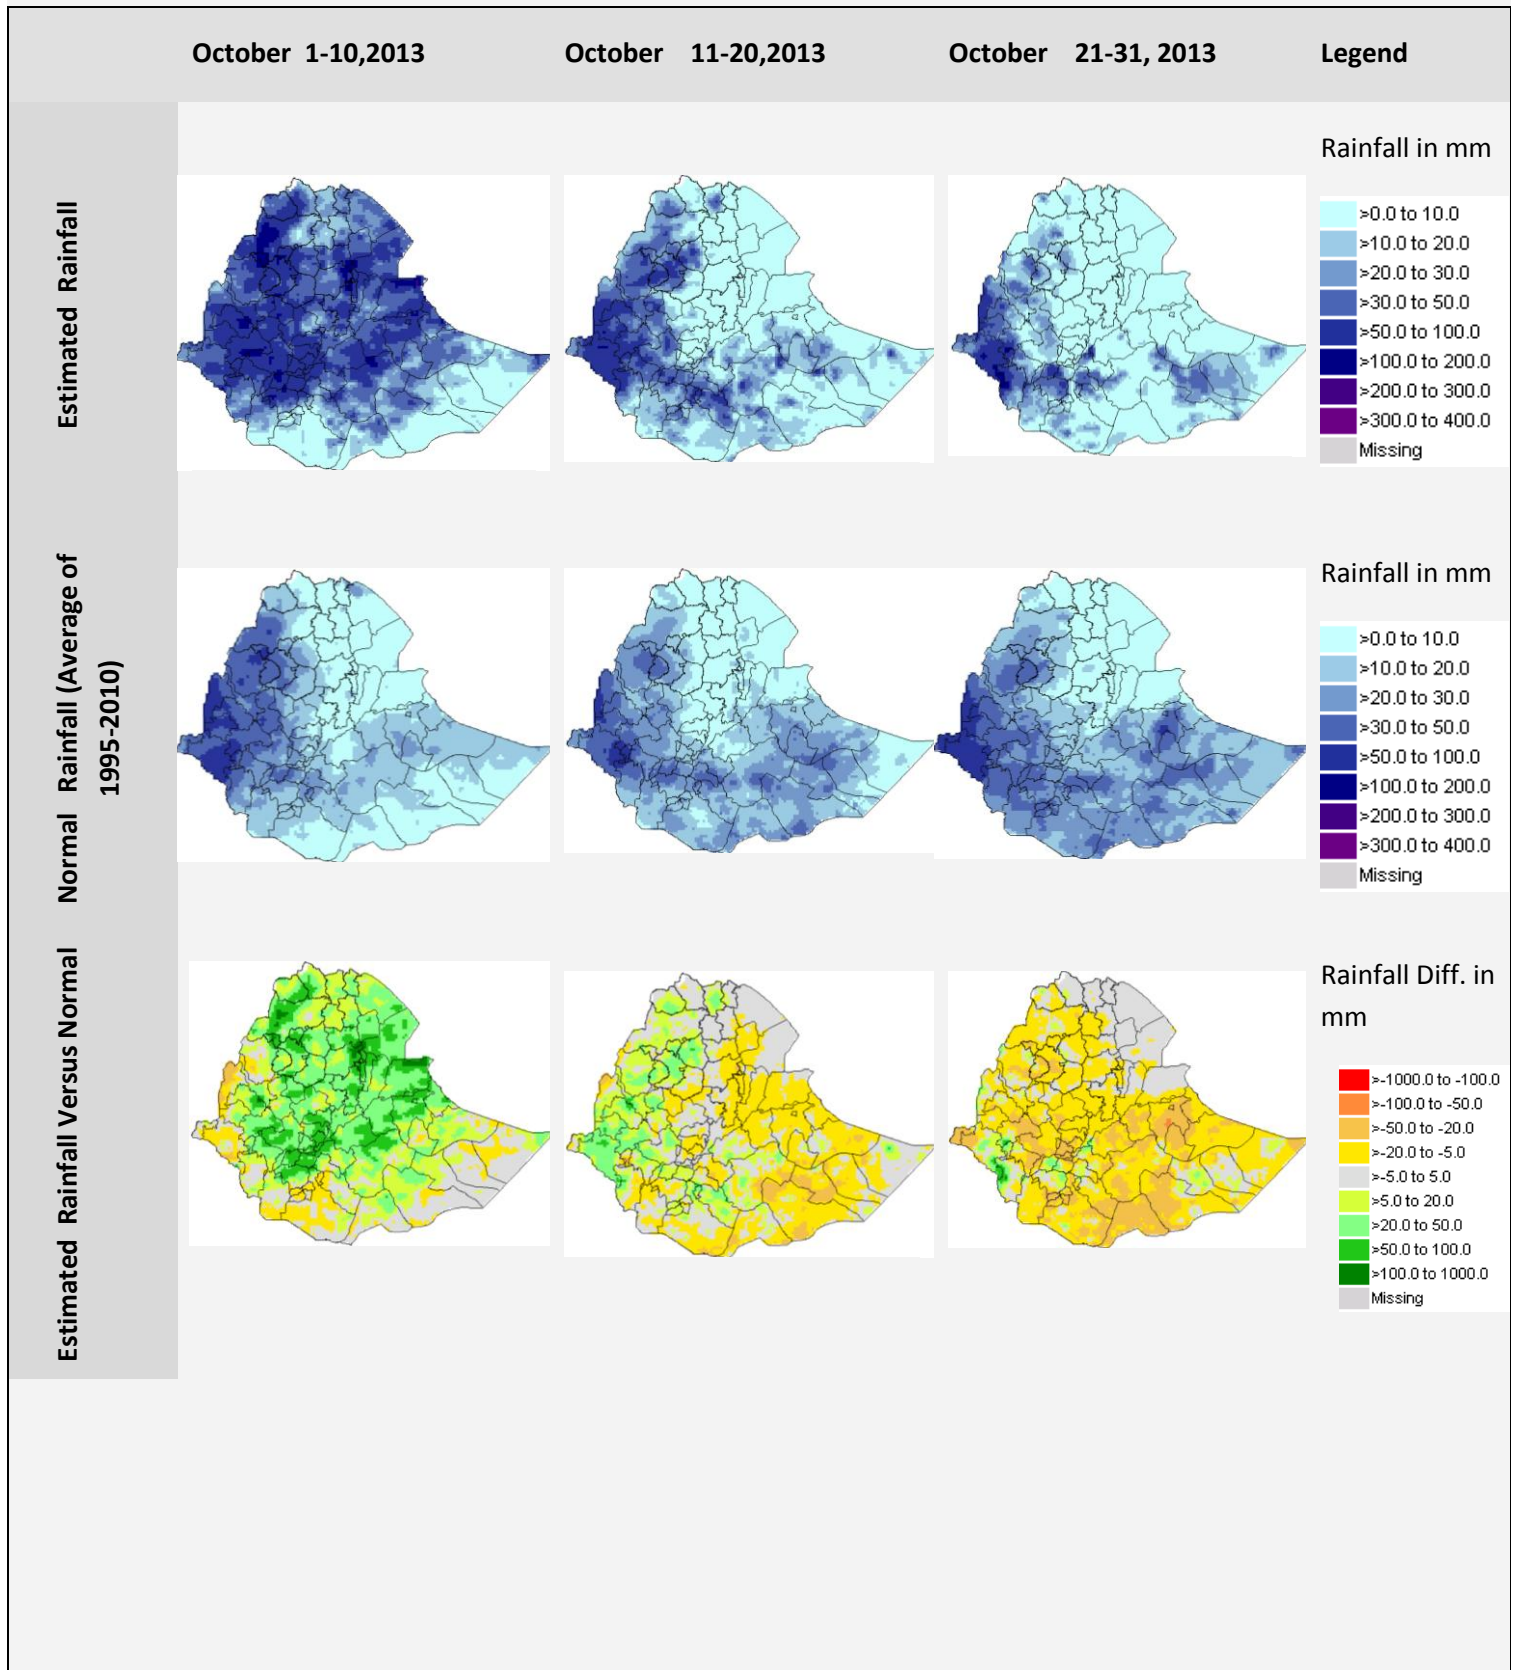 October 1-10,2013
October 11-20,2013
October 21-31, 2013
Legend
Estimated Rainfall
Rainfall in mm
>0.0 to 10.0
>10.0 to 20.0
>20.0 to 30.0
>30.0 to 50.0
>50.0 to 100.0
>100.0 to 200.0
>200.0 to 300.0
>300.0 to 400.0
Missing
Normal Rainfall (Average of
1995-2010)
Rainfall in mm
>0.0 to 10.0
>10.0 to 20.0
>20.0 to 30.0
>30.0 to 50.0
>50.0 to 100.0
>100.0 to 200.0
>200.0 to 300.0
>300.0 to 400.0
Missing
Estimated Rainfall Versus Normal
Rainfall Diff. in
mm
>-1000.0 to -100.0
>-100.0 to -50.0
>-50.0 to -20.0
>-20.0 to -5.0
>-5.0 to 5.0
>5.0 to 20.0
>20.0 to 50.0
>50.0 to 100.0
>100.0 to 1000.0
Missing